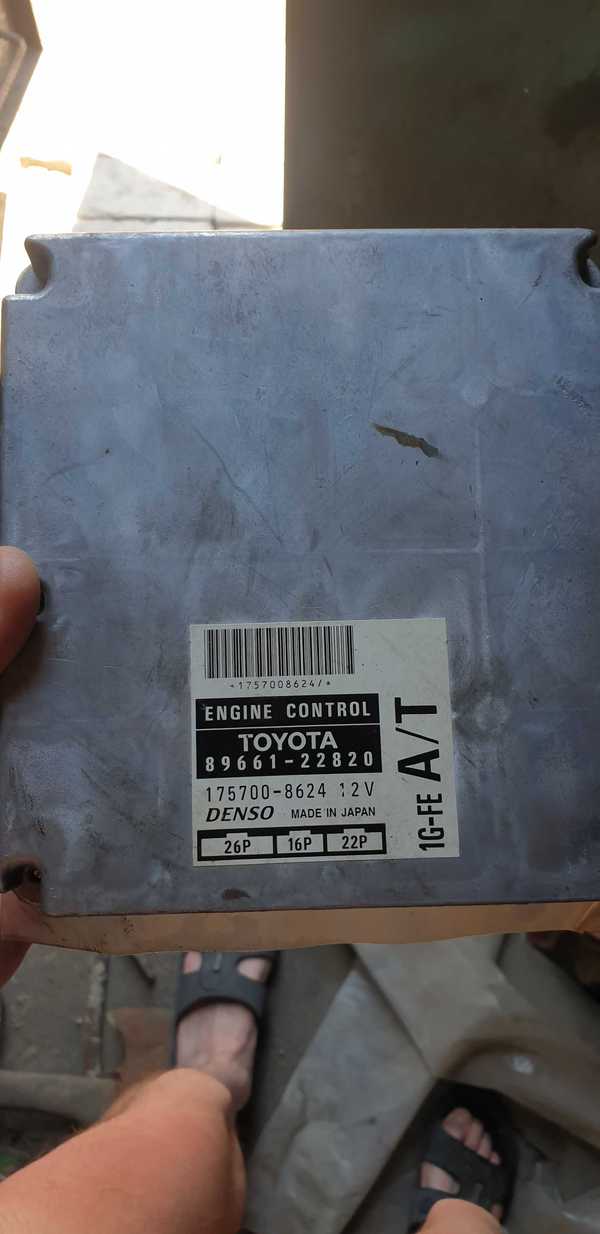 *1757008624/*
ENGINE CONTROL
TOYOTA
89661-22820
175700-8624 12V
DENSO MADE IN JAPAN
26P 16P 22P
1G-FE A/T